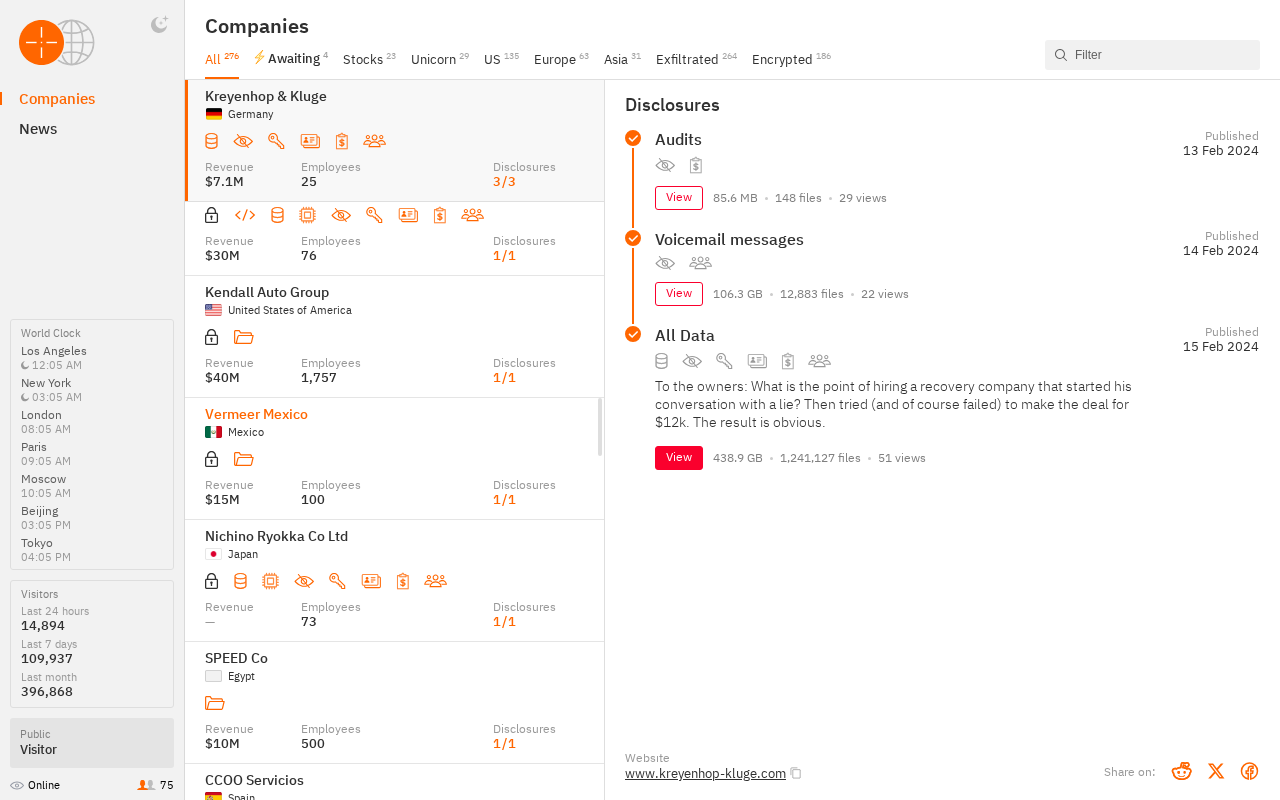 Companies
News
World Clock
Los Angeles
12:05 AM
New York
03:05 AM
London
08:05 AM
Paris
09:05 AM
Moscow
10:05 AM
Beijing
03:05 PM
Tokyo
04:05 PM
Visitors
Last 24 hours
14,894
Last 7 days
109,937
Last month
396,868
Public
Visitor
Online 75
Companies
All 276 Awaiting 4 Stocks 23 Unicorn 29 US 135 Europe 63 Asia 31 Exfiltrated 264 Encrypted 186
Filter
Kreyenhop & Kluge
Germany
Revenue Employees Disclosures
$7.1M 25 3/3
Revenue Employees Disclosures
$30M 76 1/1
Kendall Auto Group
United States of America
Revenue Employees Disclosures
$40M 1,757 1/1
Vermeer Mexico
Mexico
Revenue Employees Disclosures
$15M 100 1/1
Nichino Ryokka Co Ltd
Japan
Revenue Employees Disclosures
— 73 1/1
SPEED Co
Egypt
Revenue Employees Disclosures
$10M 500 1/1
CCOO Servicios
Spain
Disclosures
Audits
Published
13 Feb 2024
View 85.6 MB • 148 files • 29 views
Voicemail messages
Published
14 Feb 2024
View 106.3 GB • 12,883 files • 22 views
All Data
Published
15 Feb 2024
To the owners: What is the point of hiring a recovery company that started his
conversation with a lie? Then tried (and of course failed) to make the deal for
$12k. The result is obvious.
View 438.9 GB • 1,241,127 files • 51 views
Website
www.kreyenhop-kluge.com
Share on: